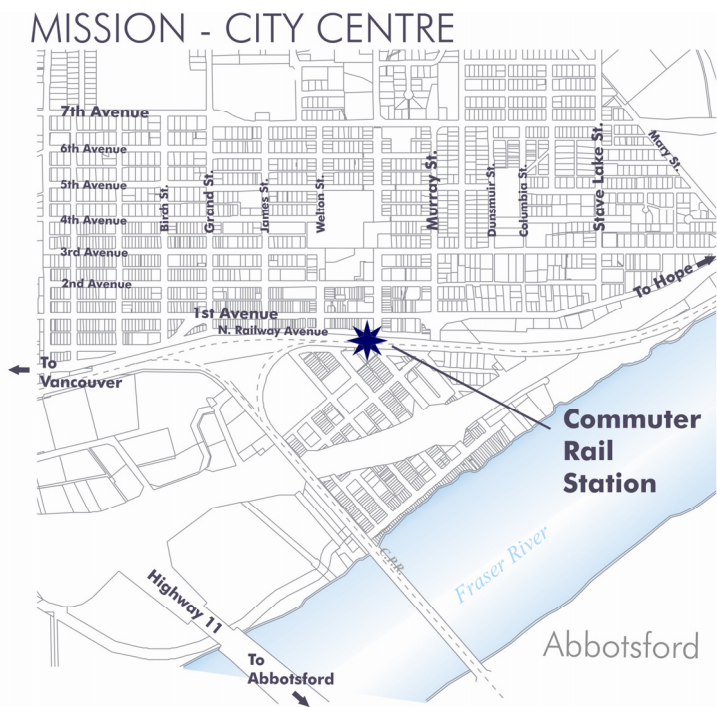 MISSION - CITY CENTRE
7th Avenue
6th Avenue
5th Avenue
4th Avenue
3rd Avenue
2nd Avenue
1st Avenue
N. Railway Avenue
Birch St.
Grand St.
James St.
Welton St.
Murray St.
Dunsmuir St.
Columbia St.
Stave Lake St.
Mary St.
To Hope
To
Vancouver
Commuter
Rail
Station
C.P.R.
Fraser River
Highway 11
To
Abbotsford
Abbotsford